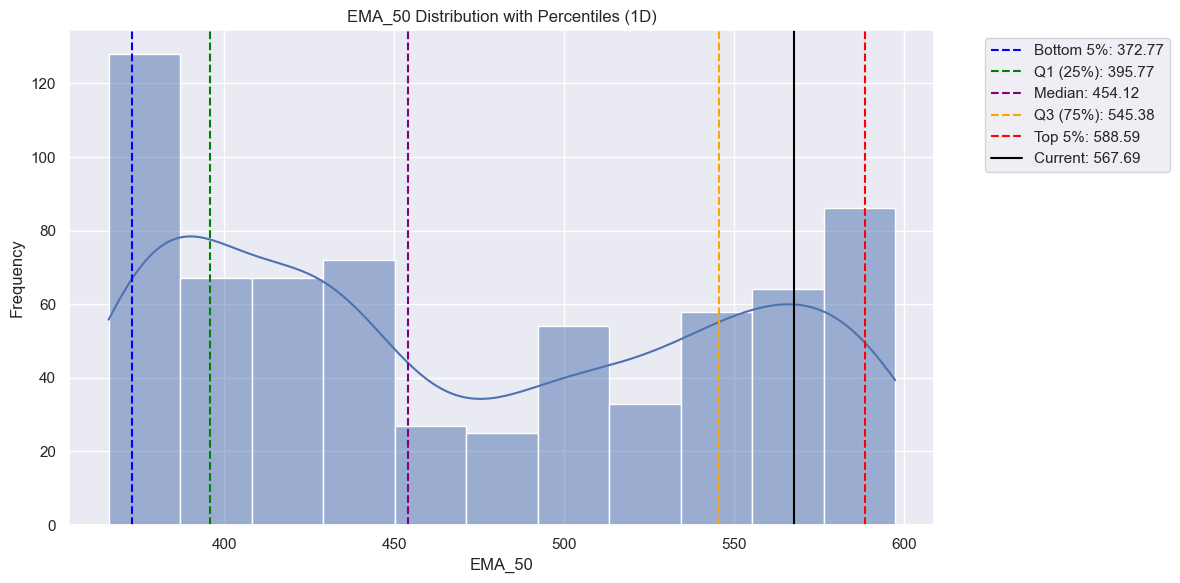 EMA_50 Distribution with Percentiles (1D)
Bottom 5%: 372.77
Q1 (25%): 395.77
Median: 454.12
Q3 (75%): 545.38
Top 5%: 588.59
Current: 567.69
Frequency
120
100
80
60
40
20
0
400
450
500
550
600
EMA_50